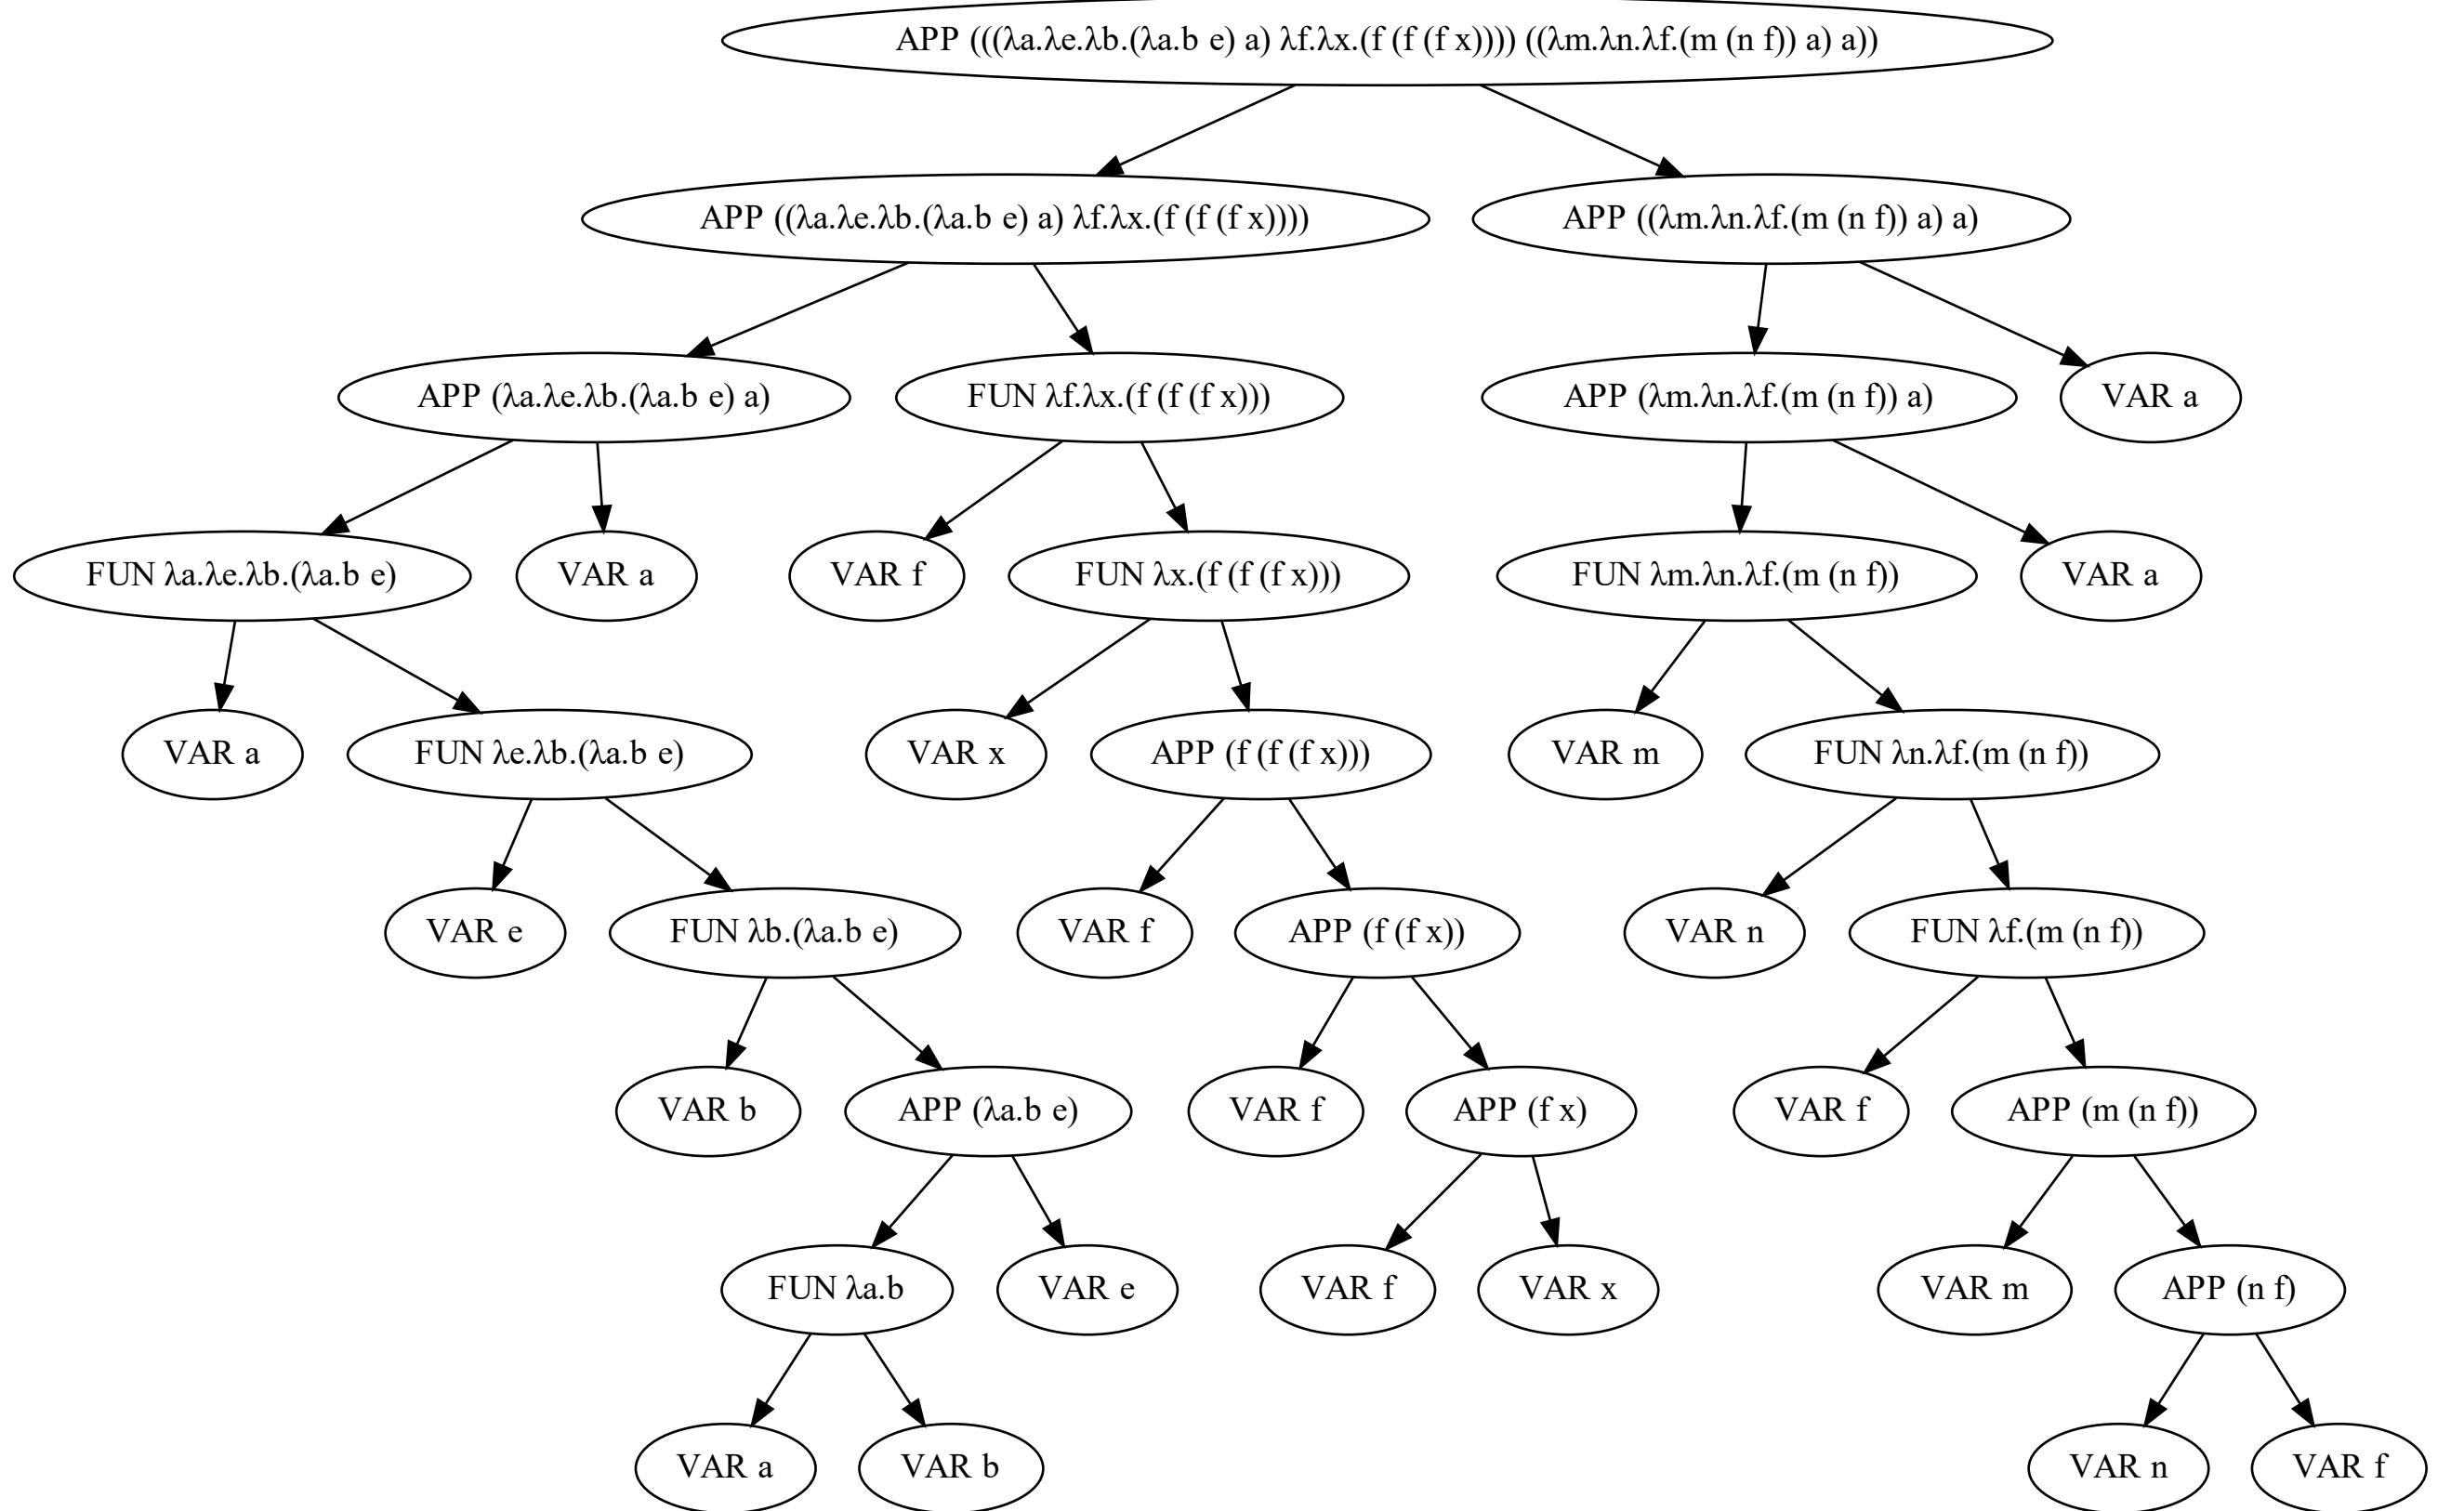 APP (((λa.λe.λb.(λa.b e) a) λf.λx.(f (f (f x)))) ((λm.λn.λf.(m (n f)) a) a))
APP ((λa.λe.λb.(λa.b e) a) λf.λx.(f (f (f x))))
APP ((λm.λn.λf.(m (n f)) a) a)
APP (λa.λe.λb.(λa.b e) a)
FUN λf.λx.(f (f (f x)))
APP (λm.λn.λf.(m (n f)) a)
VAR a
FUN λa.λe.λb.(λa.b e)
VAR a
VAR f
FUN λx.(f (f (f x)))
FUN λm.λn.λf.(m (n f))
VAR a
VAR a
FUN λe.λb.(λa.b e)
VAR x
APP (f (f (f x)))
VAR m
FUN λn.λf.(m (n f))
VAR e
FUN λb.(λa.b e)
VAR f
APP (f (f x))
VAR n
FUN λf.(m (n f))
VAR b
APP (λa.b e)
VAR f
APP (f x)
VAR f
APP (m (n f))
FUN λa.b
VAR e
VAR f
VAR x
VAR m
APP (n f)
VAR a
VAR b
VAR n
VAR f